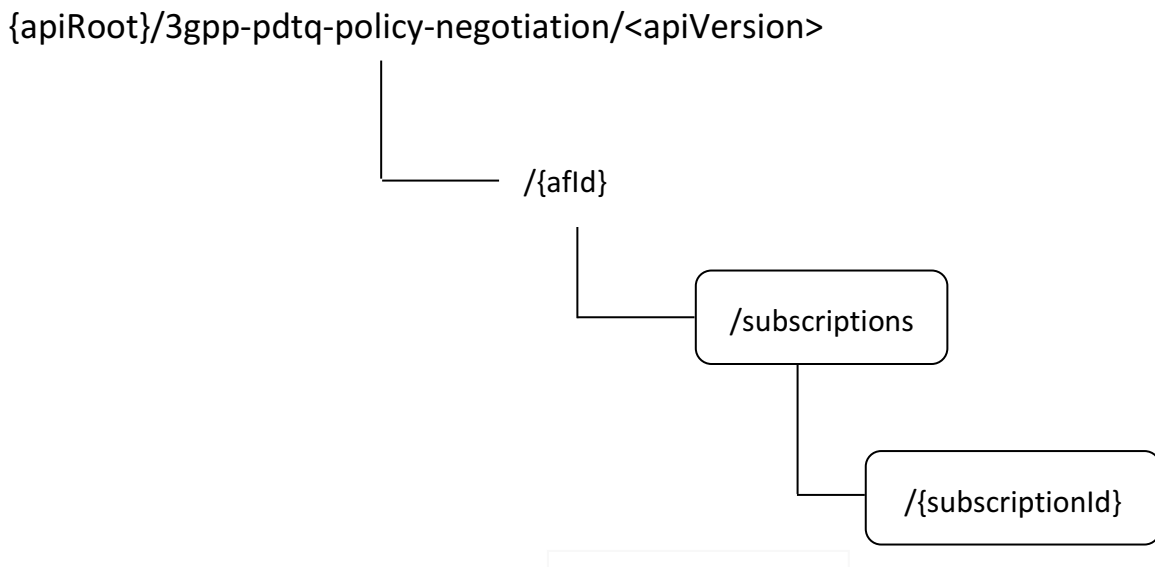 {apiRoot}/3gpp-pdtq-policy-negotiation/<apiVersion>
/{afId}
/subscriptions
/{subscriptionId}